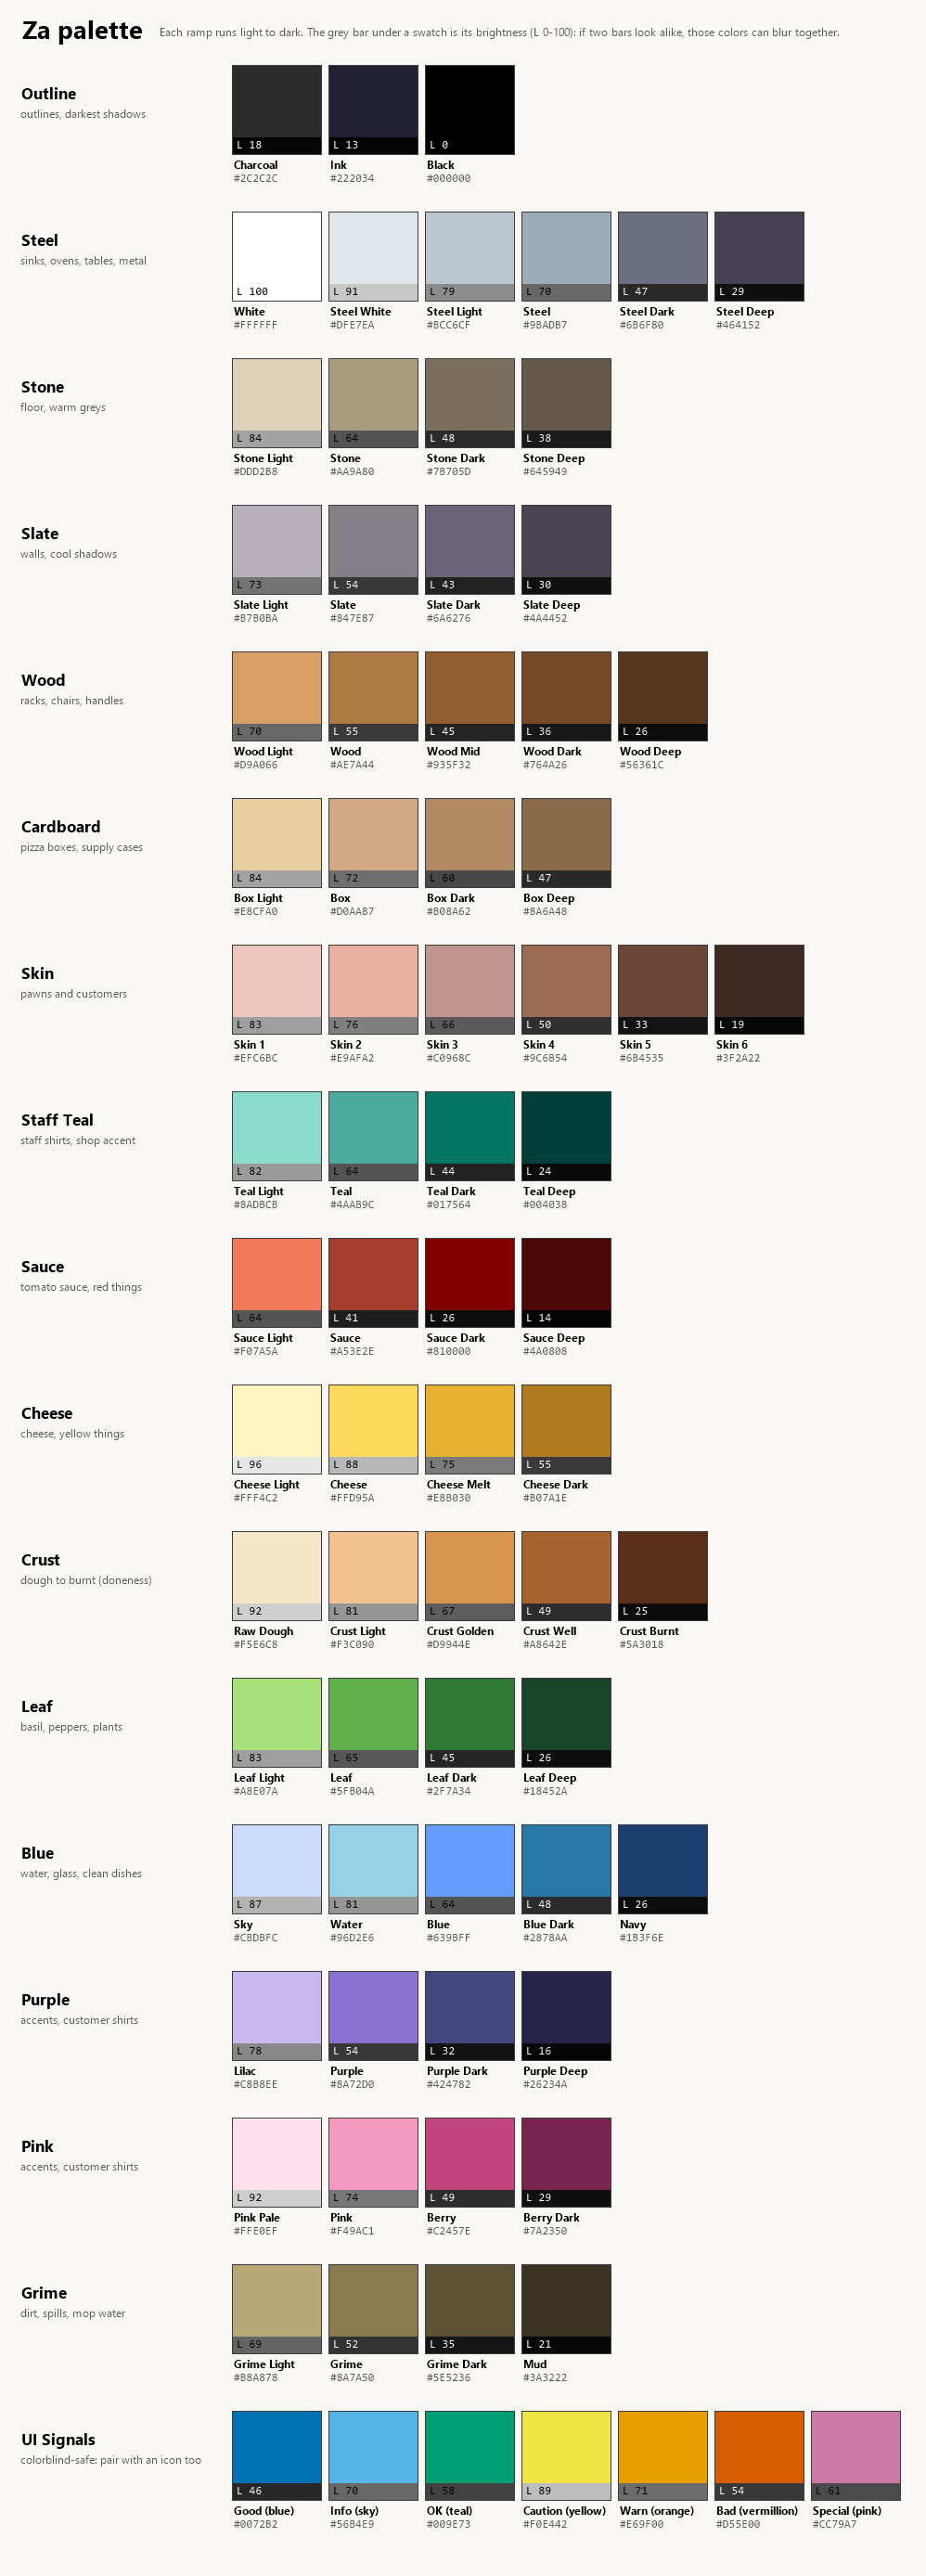 Za palette
Each ramp runs light to dark. The grey bar under a swatch is its brightness (L 0-100): if two bars look alike, those colors can blur together.
Outline
outlines, darkest shadows
L 18 L 13 L 0
Charcoal Ink Black
#2C2C2C #222034 #000000
Steel
sinks, ovens, tables, metal
L 100 L 91 L 79 L 70 L 47 L 29
White Steel White Steel Light Steel Steel Dark Steel Deep
#FFFFFF #DFE7EA #BCC6CF #9BADB7 #6B6F80 #464152
Stone
floor, warm greys
L 84 L 64 L 48 L 38
Stone Light Stone Stone Dark Stone Deep
#DDD2B8 #AA9A80 #7B705D #645949
Slate
walls, cool shadows
L 73 L 54 L 43 L 30
Slate Light Slate Slate Dark Slate Deep
#B7B0BA #847E87 #6A6276 #4A4452
Wood
racks, chairs, handles
L 70 L 55 L 45 L 36 L 26
Wood Light Wood Wood Mid Wood Dark Wood Deep
#D9A066 #AE7A44 #935F32 #764A26 #56361C
Cardboard
pizza boxes, supply cases
L 84 L 72 L 60 L 47
Box Light Box Box Dark Box Deep
#E8CFA0 #D0AA87 #B08A62 #8A6A48
Skin
pawns and customers
L 83 L 76 L 66 L 50 L 33 L 19
Skin 1 Skin 2 Skin 3 Skin 4 Skin 5 Skin 6
#EFC6BC #E9AFA2 #C0968C #9C6B54 #6B4535 #3F2A22
Staff Teal
staff shirts, shop accent
L 82 L 64 L 44 L 24
Teal Light Teal Teal Dark Teal Deep
#8ADBCB #4AAB9C #017564 #004038
Sauce
tomato sauce, red things
L 64 L 41 L 26 L 14
Sauce Light Sauce Sauce Dark Sauce Deep
#F07A5A #A53E2E #810000 #4A0808
Cheese
cheese, yellow things
L 96 L 88 L 75 L 55
Cheese Light Cheese Cheese Melt Cheese Dark
#FFF4C2 #FFD95A #E8B030 #B07A1E
Crust
dough to burnt (doneness)
L 92 L 81 L 67 L 49 L 25
Raw Dough Crust Light Crust Golden Crust Well Crust Burnt
#F5E6C8 #F3C090 #D9944E #A8642E #5A3018
Leaf
basil, peppers, plants
L 83 L 65 L 45 L 26
Leaf Light Leaf Leaf Dark Leaf Deep
#A8E07A #5FB04A #2F7A34 #18452A
Blue
water, glass, clean dishes
L 87 L 81 L 64 L 48 L 26
Sky Water Blue Blue Dark Navy
#CBDBFC #96D2E6 #639BFF #2878AA #1B3F6E
Purple
accents, customer shirts
L 78 L 54 L 32 L 16
Lilac Purple Purple Dark Purple Deep
#C8B8EE #8A72D0 #424782 #26234A
Pink
accents, customer shirts
L 92 L 74 L 49 L 29
Pink Pale Pink Berry Berry Dark
#FFE0EF #F49AC1 #C2457E #7A2350
Grime
dirt, spills, mop water
L 69 L 52 L 35 L 21
Grime Light Grime Grime Dark Mud
#B8A878 #8A7A50 #5E5236 #3A3222
UI Signals
colorblind-safe: pair with an icon too
L 46 L 70 L 58 L 89 L 71 L 54 L 61
Good (blue) Info (sky) OK (teal) Caution (yellow) Warn (orange) Bad (vermillion) Special (pink)
#0072B2 #56B4E9 #009E73 #F0E442 #E69F00 #D55E00 #CC79A7